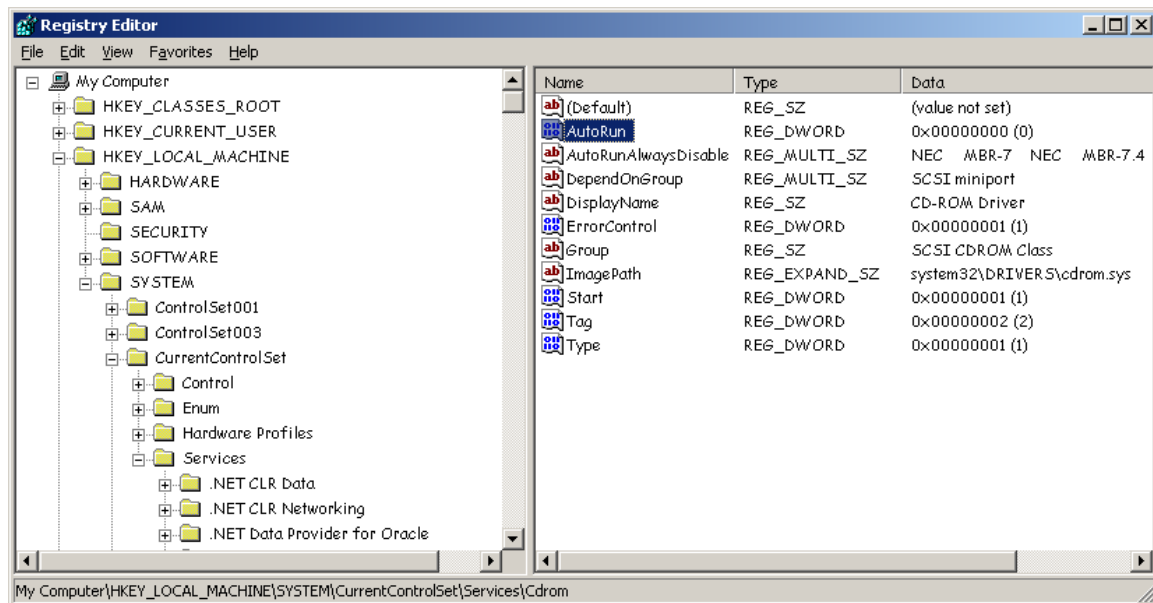 Registry Editor
File Edit View Favorites Help
My Computer
HKEY_CLASSES_ROOT
HKEY_CURRENT_USER
HKEY_LOCAL_MACHINE
HARDWARE
SAM
SECURITY
SOFTWARE
SYSTEM
ControlSet001
ControlSet003
CurrentControlSet
Control
Enum
Hardware Profiles
Services
.NET CLR Data
.NET CLR Networking
.NET Data Provider for Oracle
Name Type Data
(Default) REG_SZ (value not set)
AutoRun REG_DWORD 0x00000000 (0)
AutoRunAlwaysDisable REG_MULTI_SZ NEC MBR-7 NEC MBR-7.4
DependOnGroup REG_MULTI_SZ SCSI miniport
DisplayName REG_SZ CD-ROM Driver
ErrorControl REG_DWORD 0x00000001 (1)
Group REG_SZ SCSI CDROM Class
ImagePath REG_EXPAND_SZ system32\DRIVERS\cdrom.sys
Start REG_DWORD 0x00000001 (1)
Tag REG_DWORD 0x00000002 (2)
Type REG_DWORD 0x00000001 (1)
My Computer\HKEY_LOCAL_MACHINE\SYSTEM\CurrentControlSet\Services\Cdrom